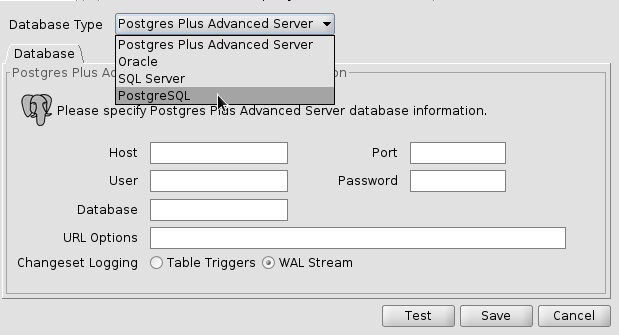 Database Type Postgres Plus Advanced Server
Postgres Plus Advanced Server
Oracle
Database
SQL Server
Postgres Plus Ad on
PostgreSQL
Please specify Postgres Plus Advanced Server database information.
Host Port
User Password
Database
URL Options
Changeset Logging Table Triggers WAL Stream
Test Save Cancel